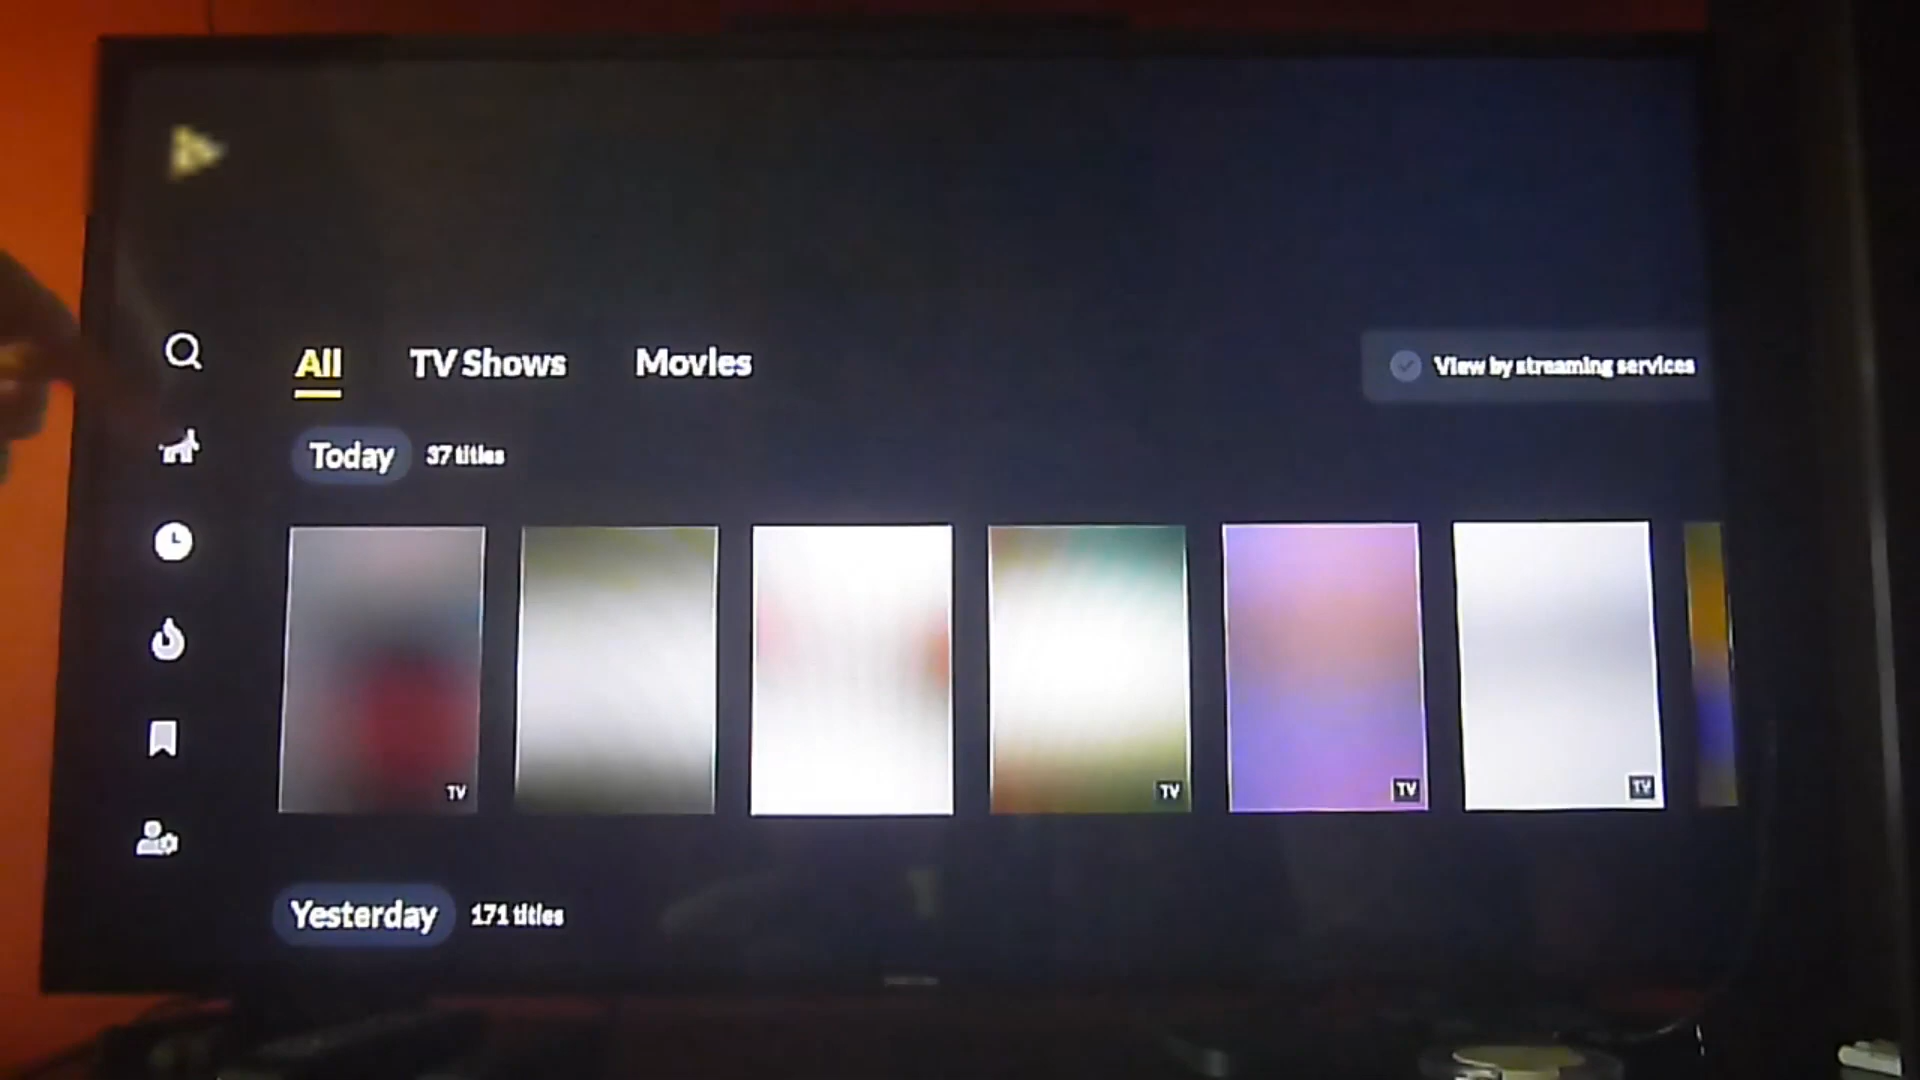 All TV Shows Movies
View by streaming services
Today 37 titles
TV TV TV TV
Yesterday 171 titles